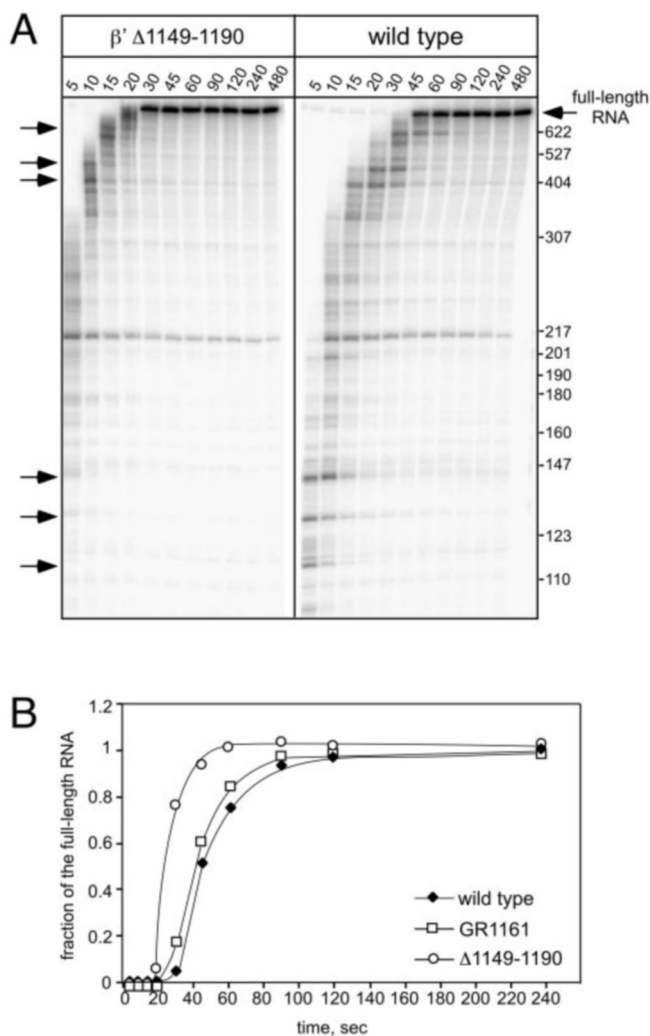 A
β' Δ1149-1190
wild type
5 10 15 20 30 45 60 90 120 240 480
5 10 15 20 30 45 60 90 120 240 480
full-length
RNA
622
527
404
307
217
201
190
180
160
147
123
110
B
fraction of the full-length RNA
1.2
1
0.8
0.6
0.4
0.2
0
wild type
GR1161
Δ1149-1190
0 20 40 60 80 100 120 140 160 180 200 220 240
time, sec